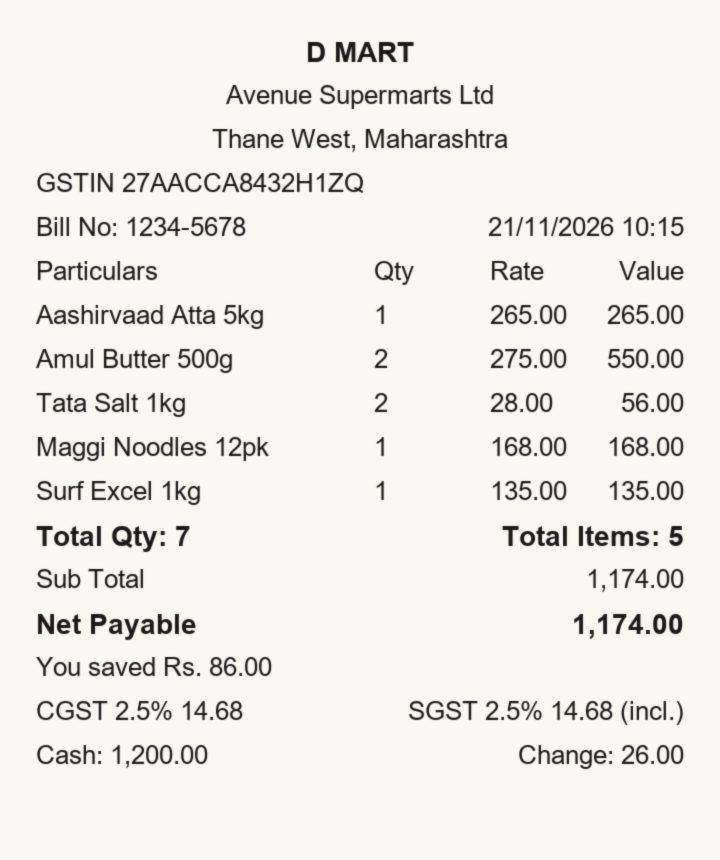 D MART
Avenue Supermarts Ltd
Thane West, Maharashtra
GSTIN 27AACCA8432H1ZQ
Bill No: 1234-5678 21/11/2026 10:15
Particulars Qty Rate Value
Aashirvaad Atta 5kg 1 265.00 265.00
Amul Butter 500g 2 275.00 550.00
Tata Salt 1kg 2 28.00 56.00
Maggi Noodles 12pk 1 168.00 168.00
Surf Excel 1kg 1 135.00 135.00
Total Qty: 7 Total Items: 5
Sub Total 1,174.00
Net Payable 1,174.00
You saved Rs. 86.00
CGST 2.5% 14.68 SGST 2.5% 14.68 (incl.)
Cash: 1,200.00 Change: 26.00